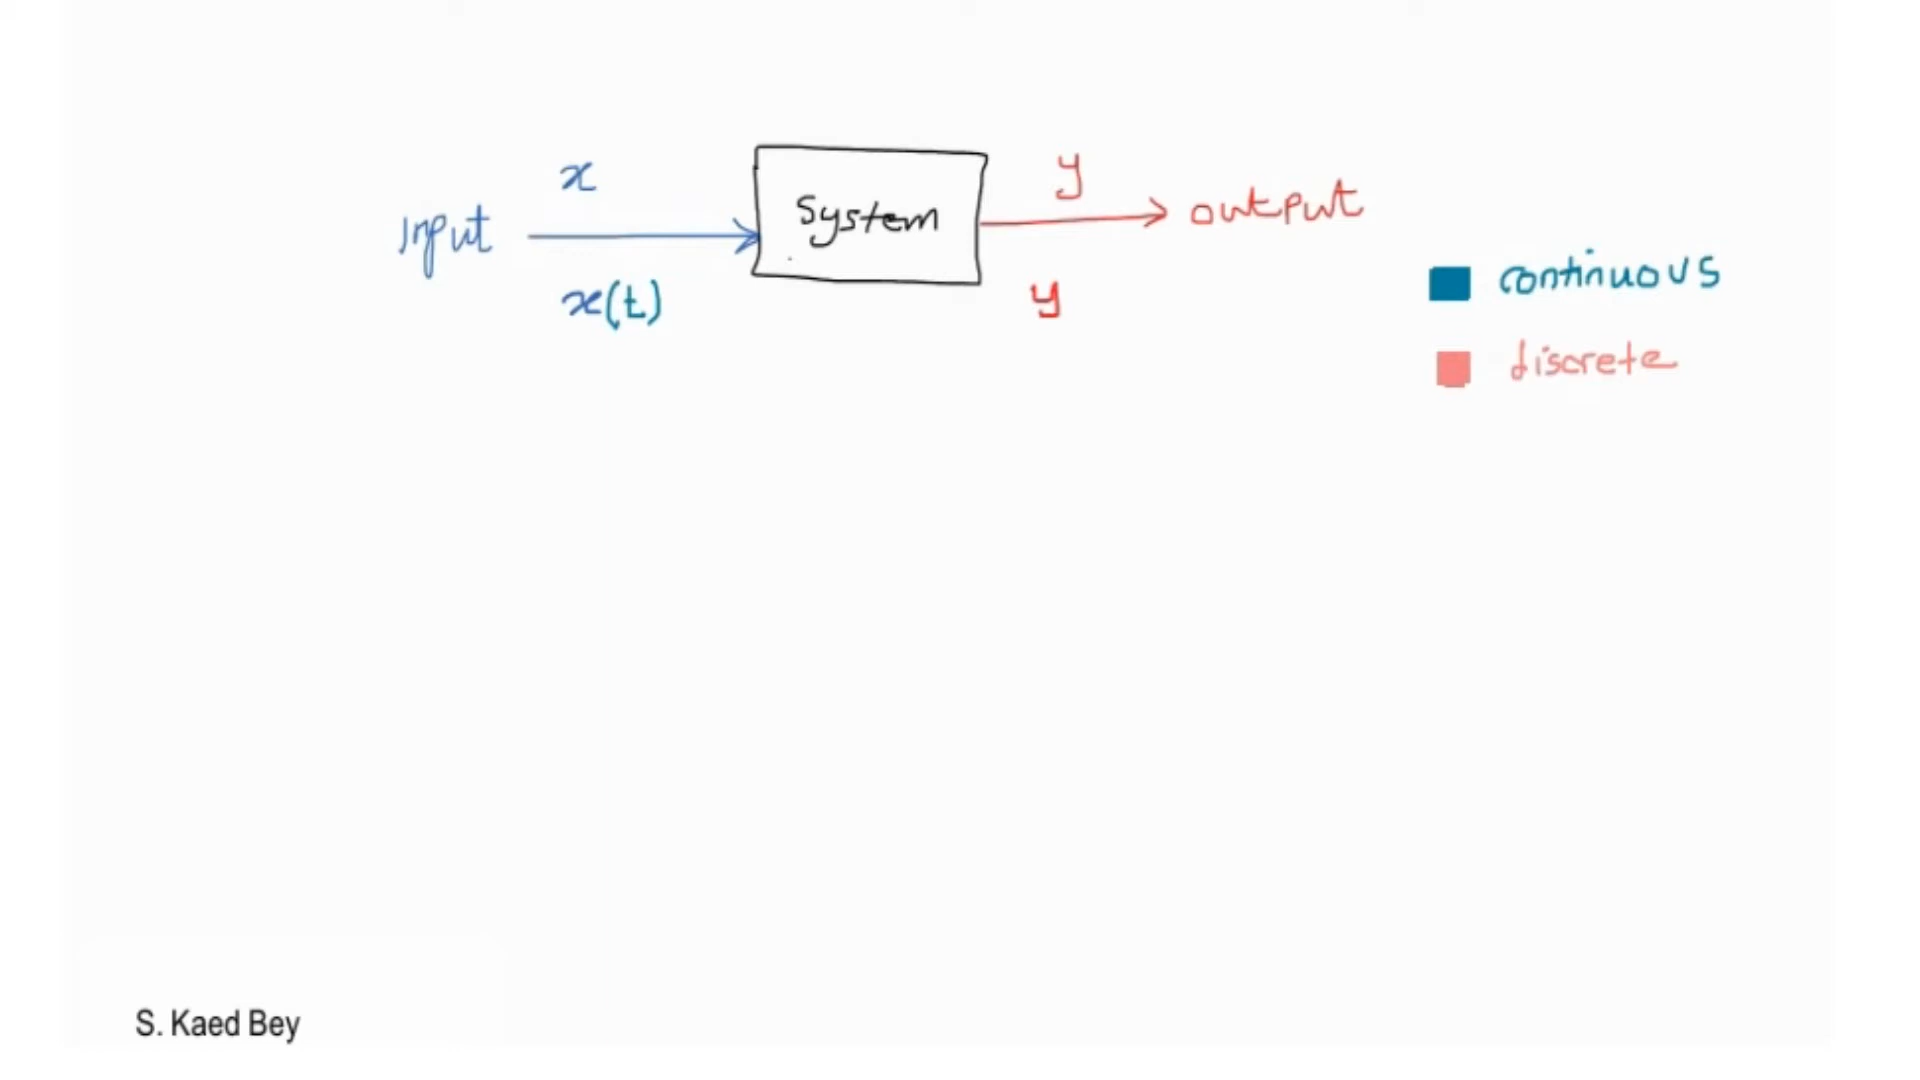 x
y
Input
System
output
x(t)
y
continuous
discrete
S. Kaed Bey